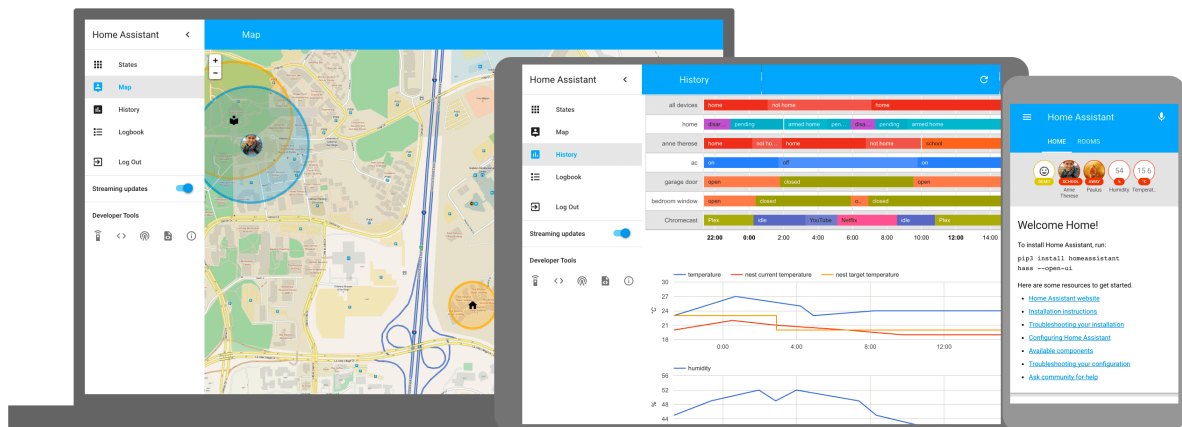 Home Assistant
Map
States
Map
History
Logbook
Log Out
Streaming updates
Developer Tools
+
−
Home Assistant
History
States
Map
History
Logbook
Log Out
Streaming updates
Developer Tools
all devices home not home home
home disar... pending armed home pen... disa... pending armed home
anne therese home not ho... home not home school
ac on off on
garage door open closed open
bedroom window open closed o.. closed
Chromecast Plex idle YouTube Netflix idle Plex
22:00 0:00 2:00 4:00 6:00 8:00 10:00 12:00 14:00
temperature nest current temperature nest target temperature
30
27
°C 24
21
18
0:00 4:00 8:00 12:00
humidity
56
52
% 48
44
Home Assistant
HOME ROOMS
54 15.6
SCHOOL AWAY % °C
Anne Therese Paulus Humidity Temperat..
Welcome Home!
To install Home Assistant, run:
pip3 install homeassistant
hass --open-ui
Here are some resources to get started.
Home Assistant website
Installation instructions
Troubleshooting your installation
Configuring Home Assistant
Available components
Troubleshooting your configuration
Ask community for help